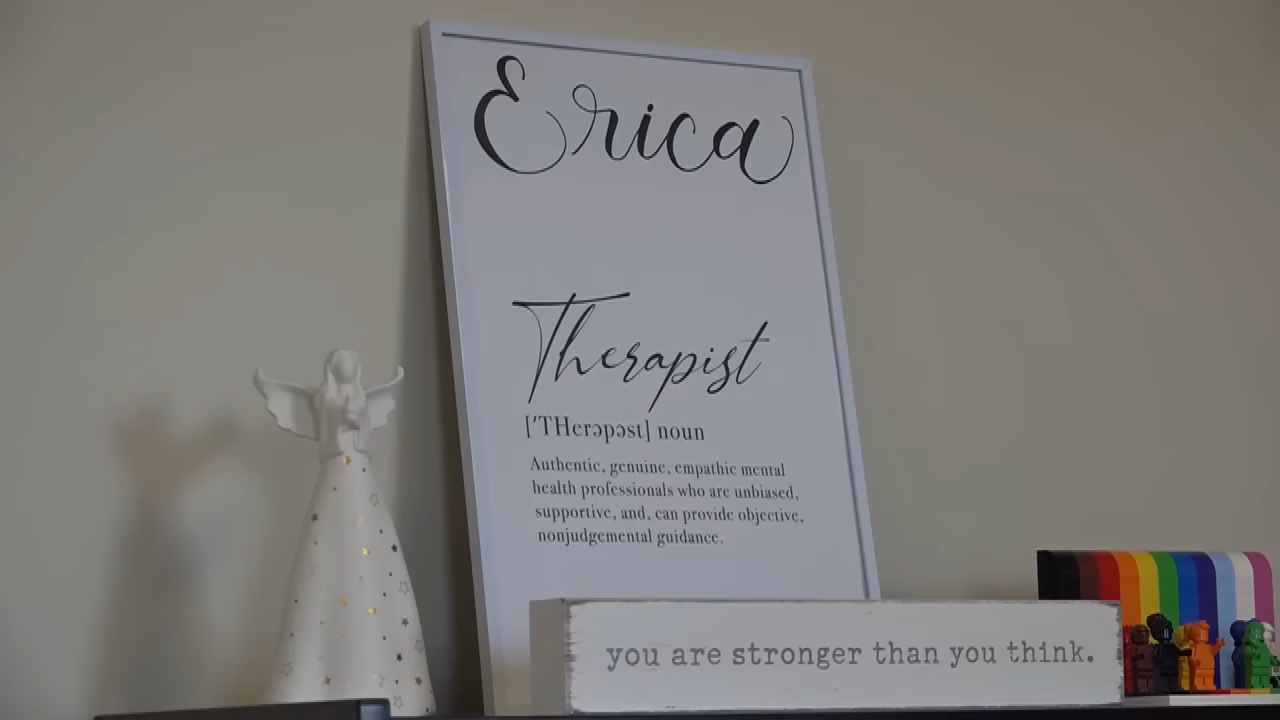 Erica
Therapist
['THerəpəst] noun
Authentic, genuine, empathic mental
health professionals who are unbiased,
supportive, and, can provide objective,
nonjudgemental guidance.
you are stronger than you think.